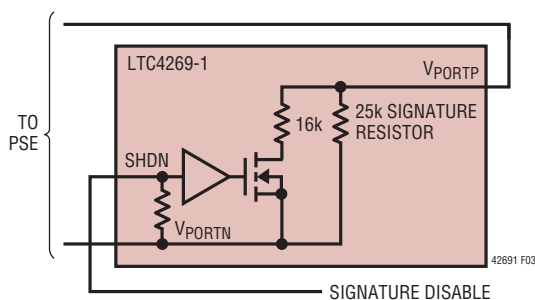 LTC4269-1
VPORTP
16k
25k SIGNATURE
RESISTOR
TO
PSE
SHDN
VPORTN
42691 F03
SIGNATURE DISABLE